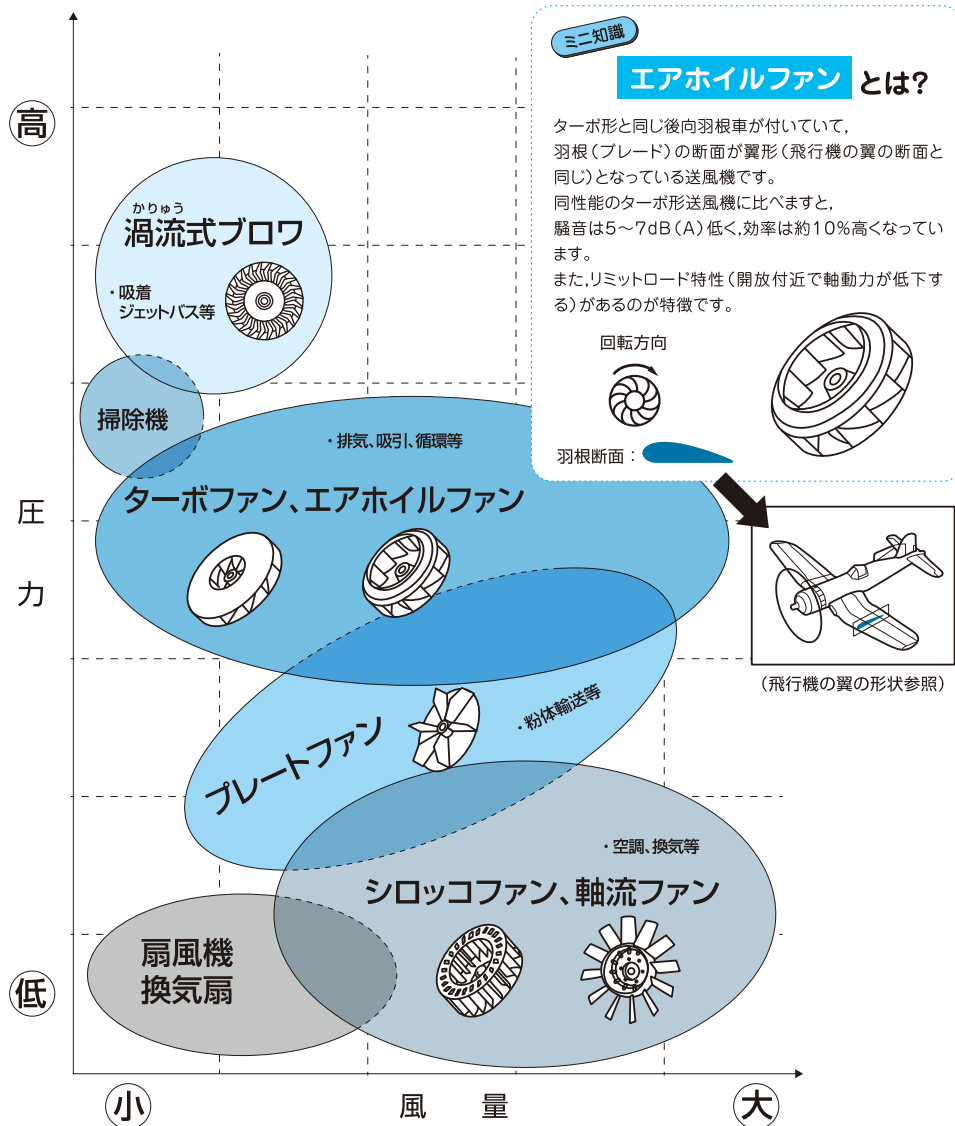 ミニ知識
エアホイルファン とは?
ターボ形と同じ後向羽根車が付いていて,
羽根(ブレード)の断面が翼形(飛行機の翼の断面と
同じ)となっている送風機です。
同性能のターボ形送風機に比べますと,
騒音は5〜7dB(A)低く,効率は約10%高くなってい
ます。
また,リミットロード特性(開放付近で軸動力が低下す
る)があるのが特徴です。
回転方向
羽根断面:
(飛行機の翼の形状参照)
高
圧力
低
かりゅう
渦流式ブロワ
・吸着
ジェットバス等
掃除機
・排気、吸引、循環等
ターボファン、エアホイルファン
プレートファン
・粉体輸送等
・空調、換気等
シロッコファン、軸流ファン
扇風機
換気扇
小
風量
大